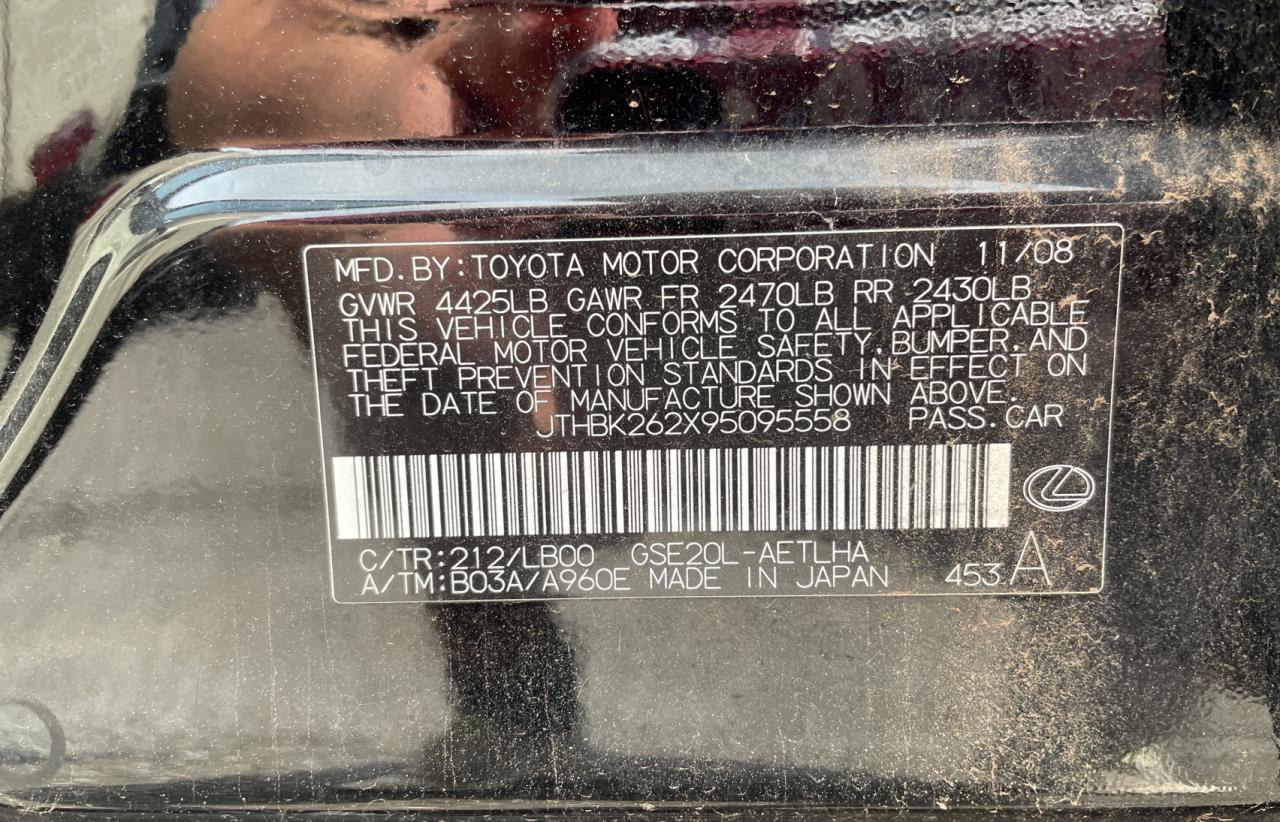 MFD.BY:TOYOTA MOTOR CORPORATION 11/08
GVWR 4425LB GAWR FR 2470LB RR 2430LB
THIS VEHICLE CONFORMS TO ALL APPLICABLE
FEDERAL MOTOR VEHICLE SAFETY,BUMPER,AND
THEFT PREVENTION STANDARDS IN EFFECT ON
THE DATE OF MANUFACTURE SHOWN ABOVE.
JTHBK262X95095558 PASS.CAR
C/TR:212/LB00 GSE20L-AETLHA
A/TM:B03A/A960E MADE IN JAPAN 453 A